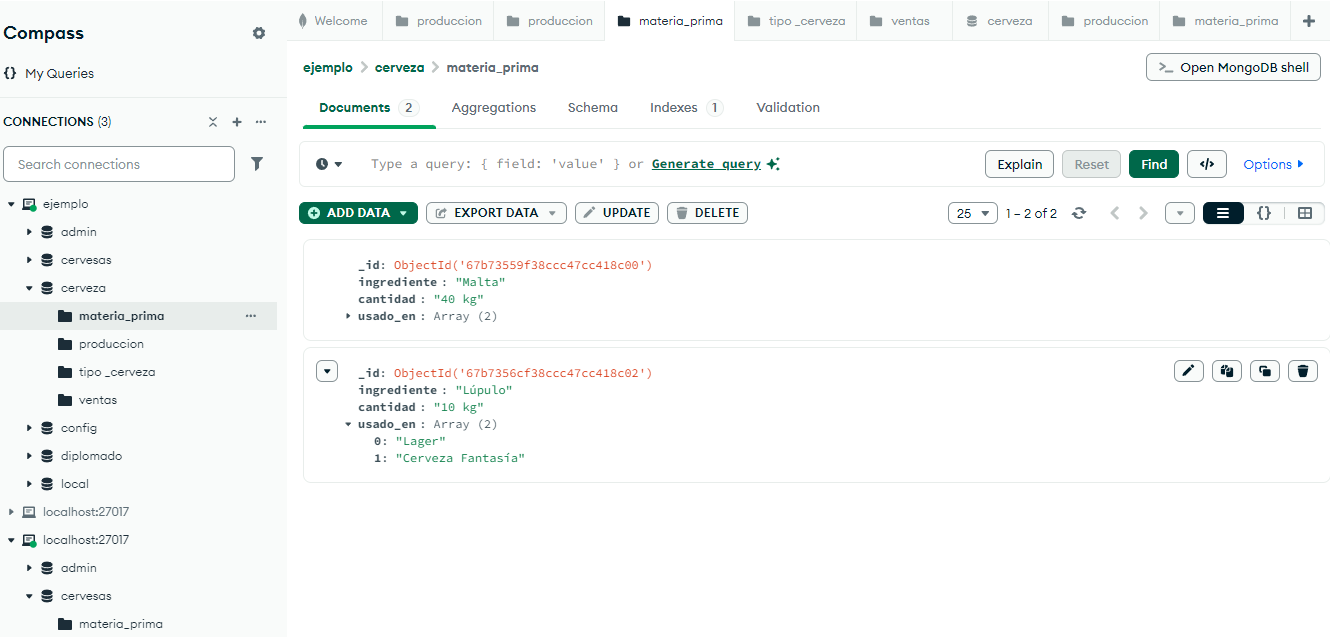 Compass
{} My Queries
CONNECTIONS (3)
Search connections
ejemplo
admin
cervesas
cerveza
materia_prima
produccion
tipo _cerveza
ventas
config
diplomado
local
localhost:27017
localhost:27017
admin
cervesas
materia_prima
Welcome produccion produccion materia_prima tipo _cerveza ventas cerveza produccion materia_prima
ejemplo > cerveza > materia_prima
>_ Open MongoDB shell
Documents 2 Aggregations Schema Indexes 1 Validation
Type a query: { field: 'value' } or Generate query
Explain Reset Find </> Options
ADD DATA EXPORT DATA UPDATE DELETE
25 1 – 2 of 2 {}
_id: ObjectId('67b73559f38ccc47cc418c00')
ingrediente : "Malta"
cantidad : "40 kg"
usado_en : Array (2)
_id: ObjectId('67b7356cf38ccc47cc418c02')
ingrediente : "Lúpulo"
cantidad : "10 kg"
usado_en : Array (2)
0: "Lager"
1: "Cerveza Fantasía"